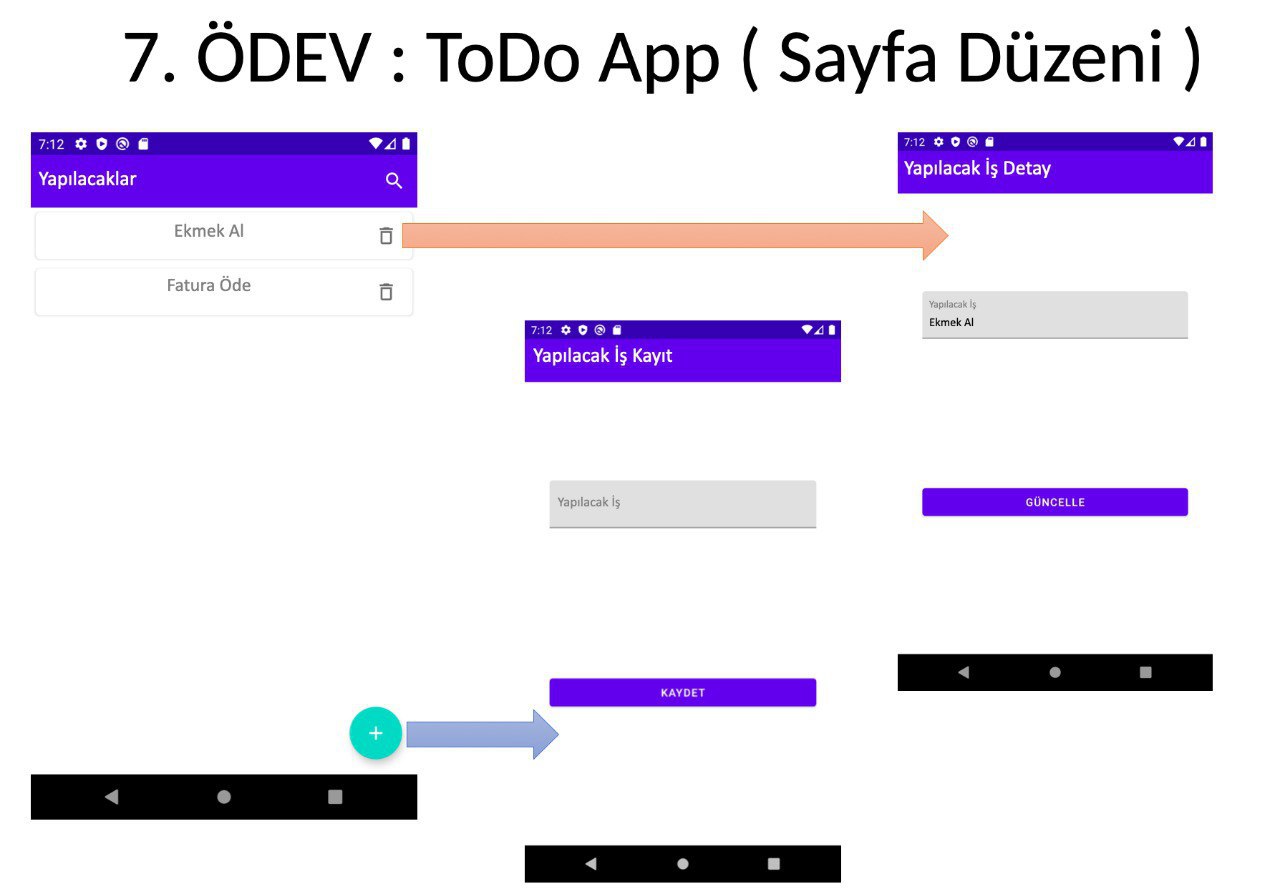 7. ÖDEV : ToDo App ( Sayfa Düzeni )
7:12
Yapılacaklar
Ekmek Al
Fatura Öde
7:12
Yapılacak İş Kayıt
Yapılacak İş
KAYDET
7:12
Yapılacak İş Detay
Yapılacak İş
Ekmek Al
GÜNCELLE